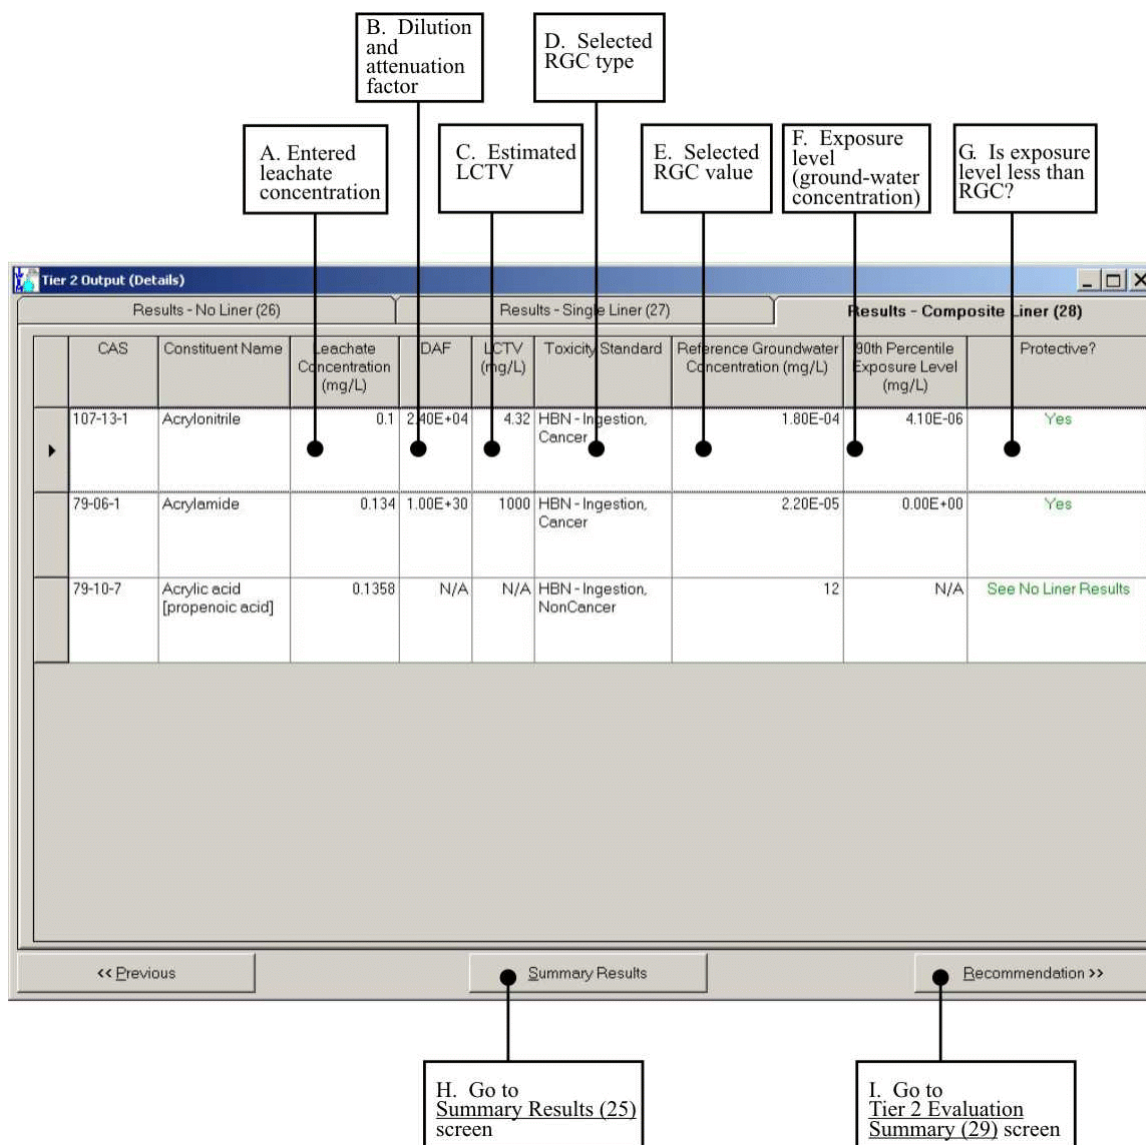 B. Dilution
and
attenuation
factor
D. Selected
RGC type
A. Entered
leachate
concentration
C. Estimated
LCTV
E. Selected
RGC value
F. Exposure
level
(ground-water
concentration)
G. Is exposure
level less than
RGC?
Tier 2 Output (Details)
Results - No Liner (26)
Results - Single Liner (27)
Results - Composite Liner (28)
CAS
Constituent Name
Leachate
Concentration
(mg/L)
DAF
LCTV
(mg/L)
Toxicity Standard
Reference Groundwater
Concentration (mg/L)
90th Percentile
Exposure Level
(mg/L)
Protective?
107-13-1
Acrylonitrile
0.1
2.40E+04
4.32
HBN - Ingestion,
Cancer
1.80E-04
4.10E-06
Yes
79-06-1
Acrylamide
0.134
1.00E+30
1000
HBN - Ingestion,
Cancer
2.20E-05
0.00E+00
Yes
79-10-7
Acrylic acid
[propenoic acid]
0.1358
N/A
N/A
HBN - Ingestion,
NonCancer
12
N/A
See No Liner Results
<< Previous
Summary Results
Recommendation >>
H. Go to
Summary Results (25)
screen
I. Go to
Tier 2 Evaluation
Summary (29) screen